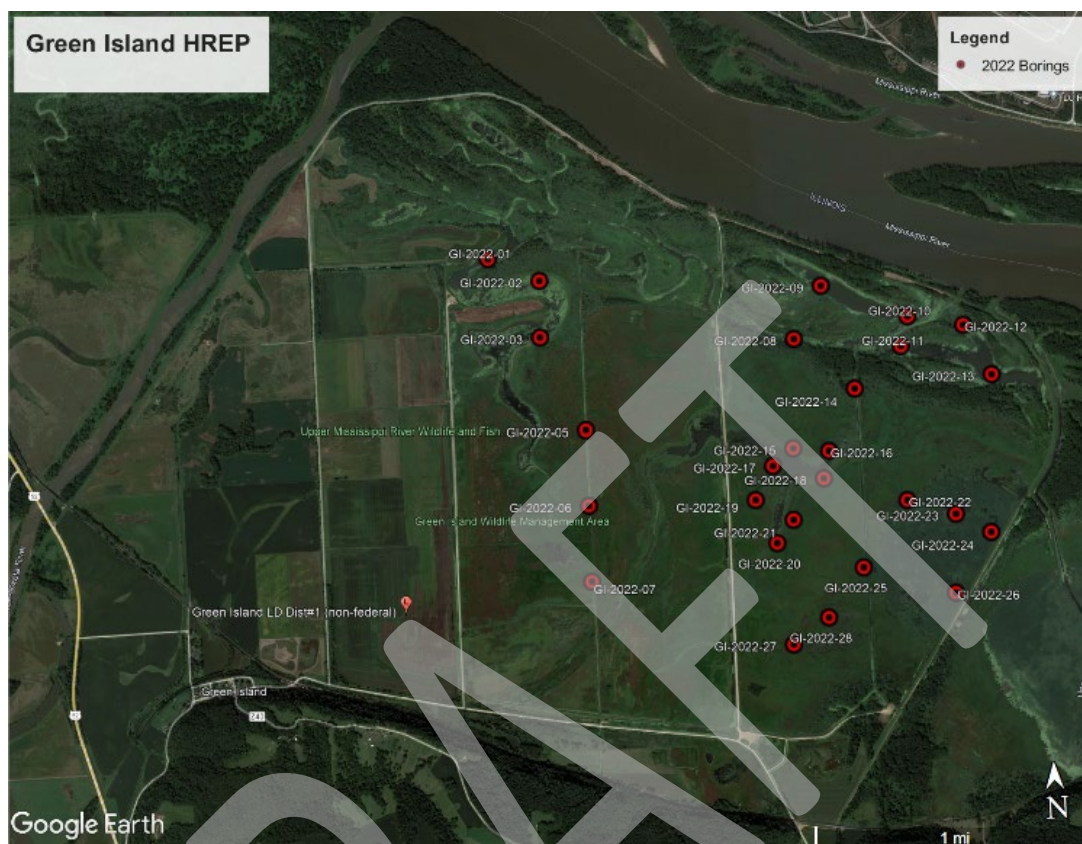 Green Island HREP
Legend
2022 Borings
Mississippi River
ILLINOIS
Mississippi River
GI-2022-01
GI-2022-02
GI-2022-03
GI-2022-09
GI-2022-10
GI-2022-12
GI-2022-08
GI-2022-11
GI-2022-13
GI-2022-14
Upper Mississippi River Wildlife and Fish
GI-2022-05
GI-2022-15
GI-2022-16
GI-2022-17
GI-2022-18
GI-2022-06
GI-2022-19
GI-2022-22
GI-2022-23
Green Island Wildlife Management Area
GI-2022-21
GI-2022-24
GI-2022-20
GI-2022-25
GI-2022-07
GI-2022-26
Green Island LD Dist#1 (non-federal)
GI-2022-28
GI-2022-27
Green Island
243
DRAFT
N
Google Earth
1 mi